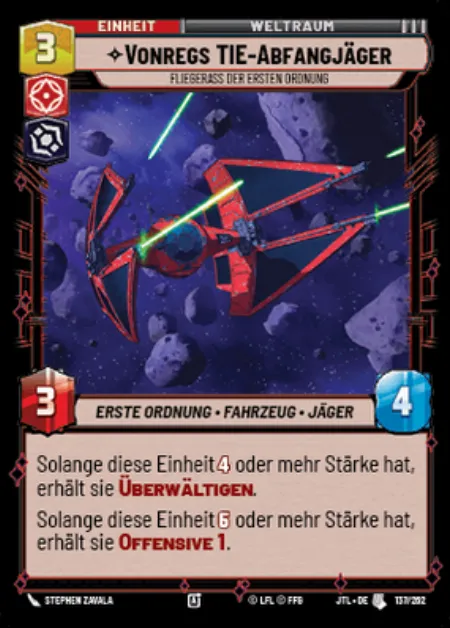 EINHEIT WELTRAUM
3 VONREGS TIE-ABFANGJÄGER
FLIEGERASS DER ERSTEN ORDNUNG
3 ERSTE ORDNUNG • FAHRZEUG • JÄGER 4
Solange diese Einheit 4 oder mehr Stärke hat,
erhält sie ÜBERWÄLTIGEN.
Solange diese Einheit 6 oder mehr Stärke hat,
erhält sie OFFENSIVE 1.
STEPHEN ZAVALA © LFL © FFG JTL • DE 137/262